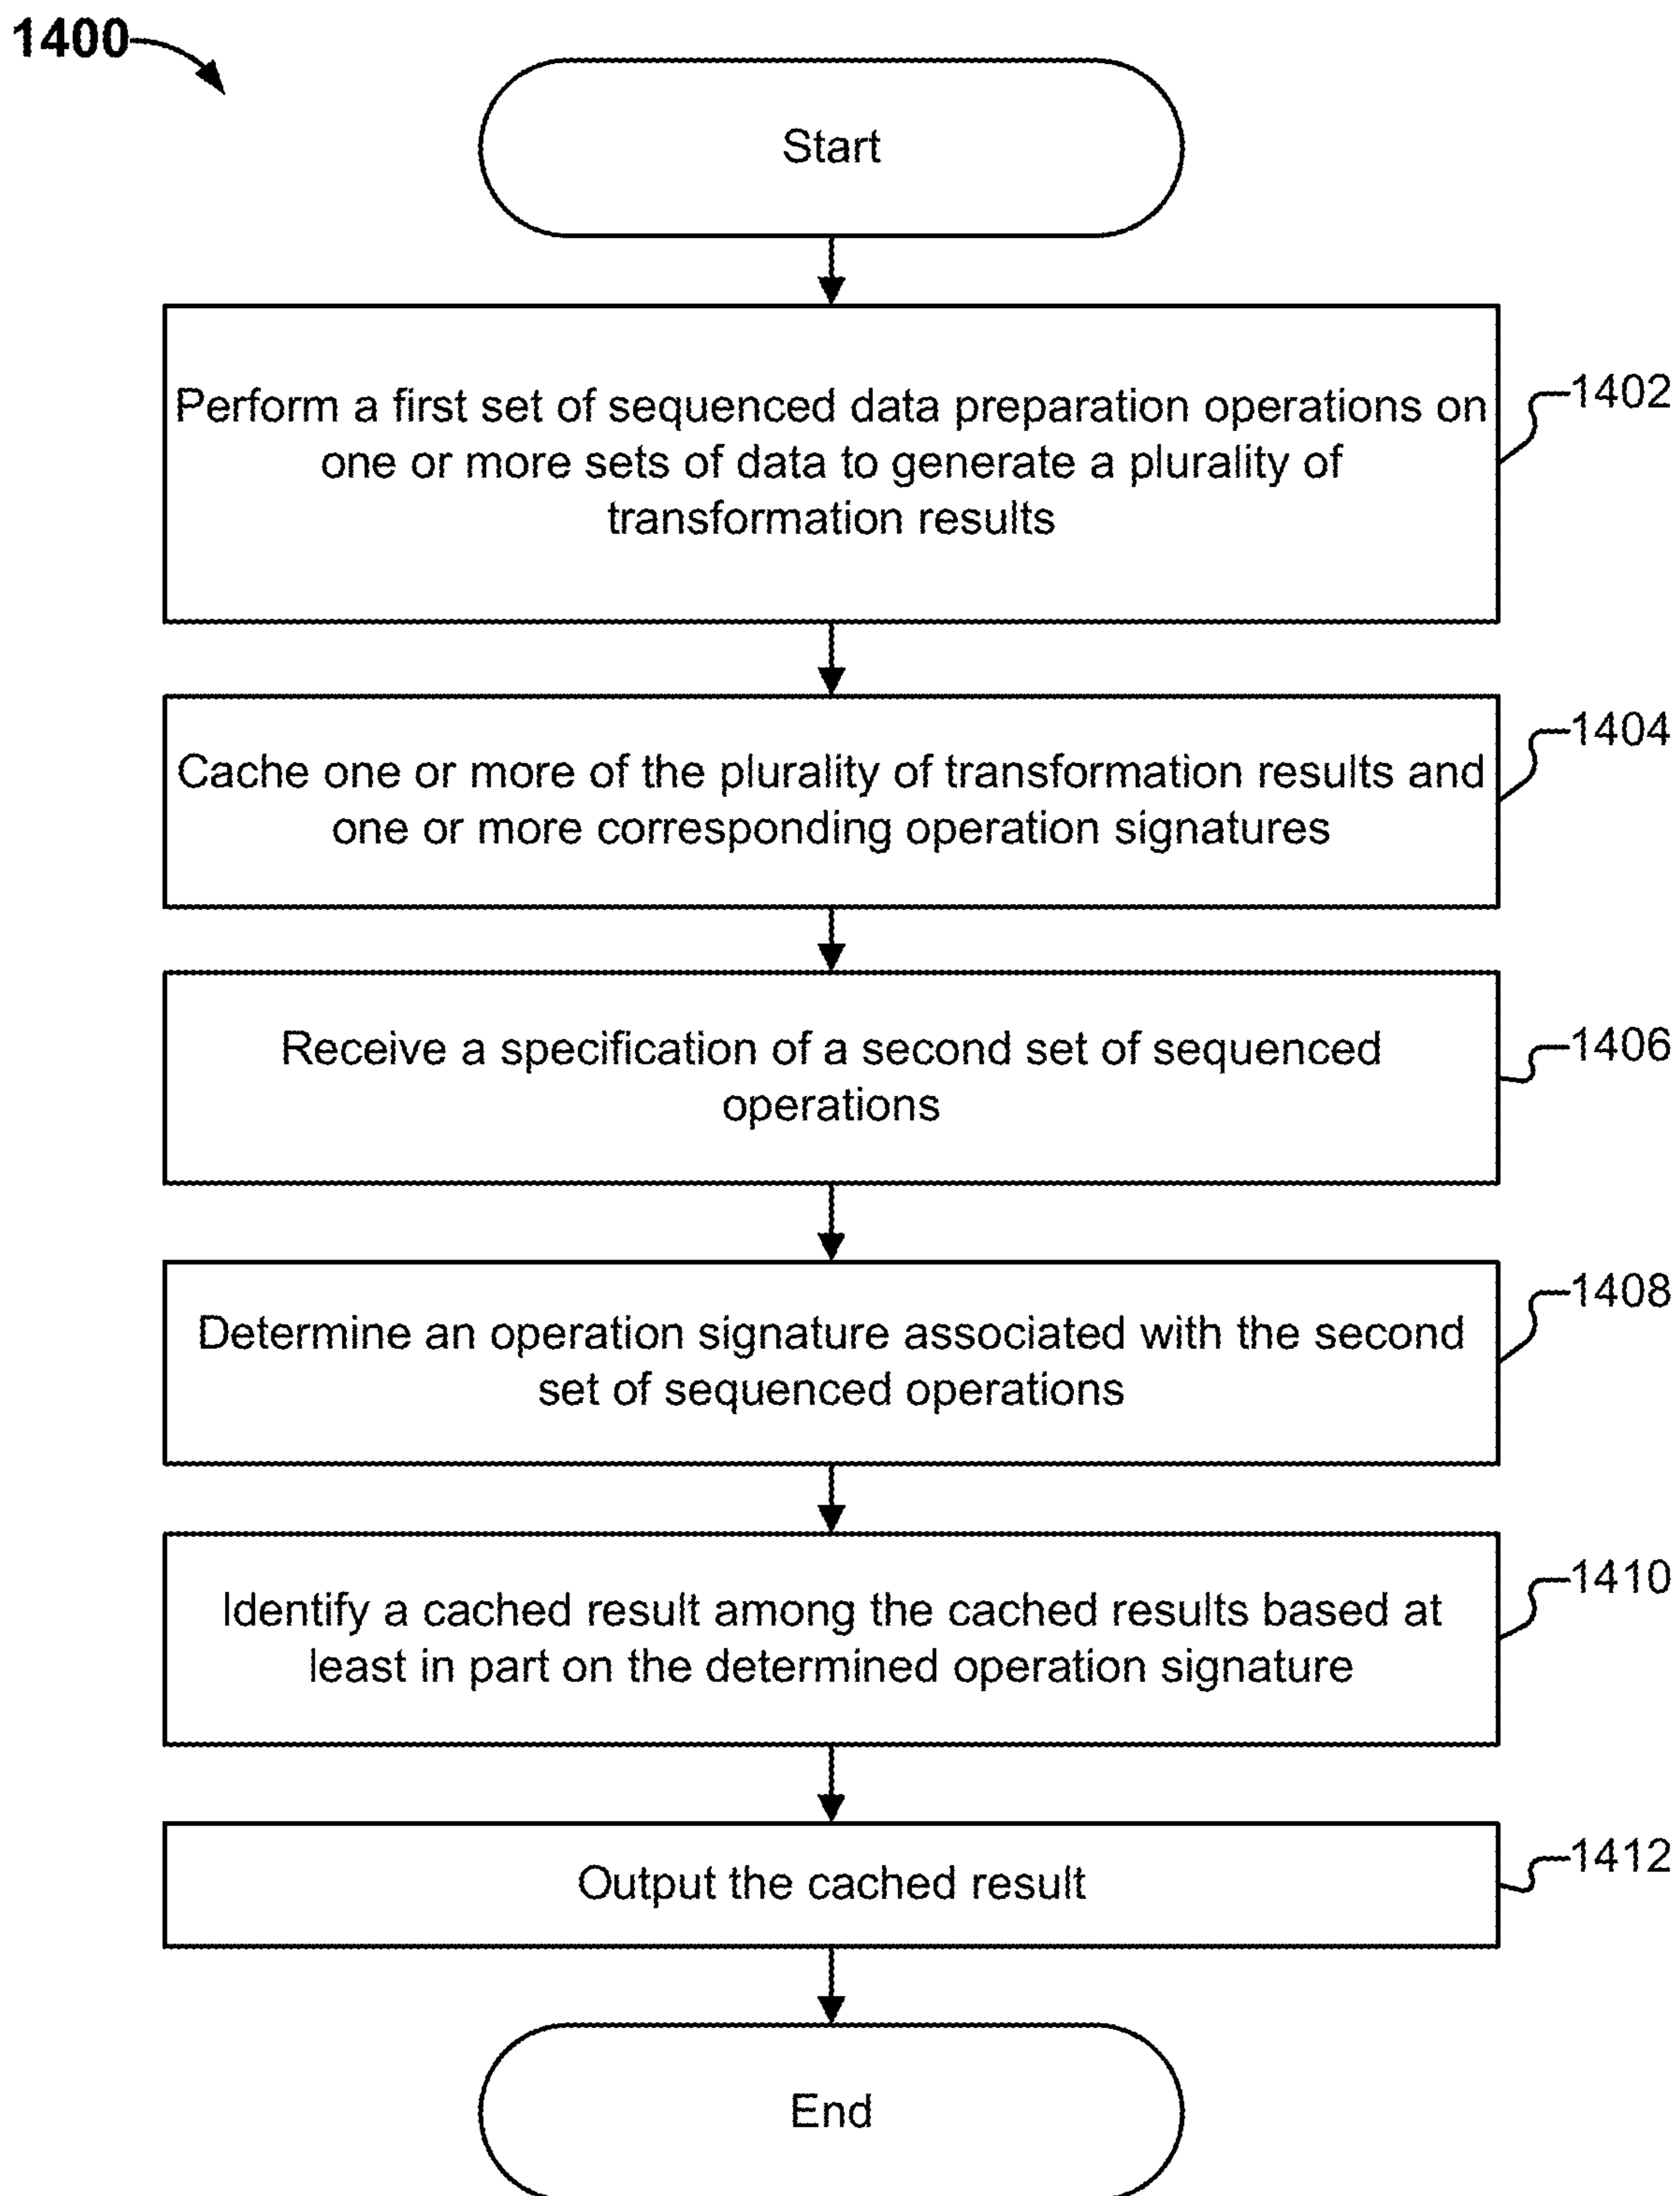 1400
Start
Perform a first set of sequenced data preparation operations on
one or more sets of data to generate a plurality of
transformation results
1402
Cache one or more of the plurality of transformation results and
one or more corresponding operation signatures
1404
Receive a specification of a second set of sequenced
operations
1406
Determine an operation signature associated with the second
set of sequenced operations
1408
Identify a cached result among the cached results based at
least in part on the determined operation signature
1410
Output the cached result
1412
End